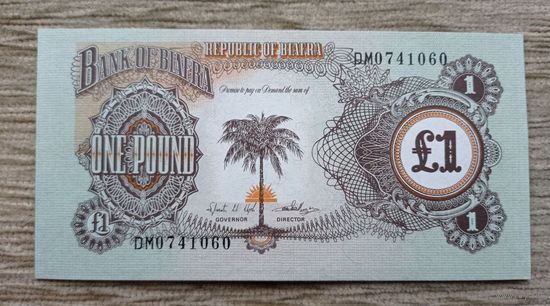 BANK OF BIAFRA
REPUBLIC OF BIAFRA
DM0741060
1
Promise to pay on Demand the sum of
ONE POUND
£1
£1
GOVERNOR
DIRECTOR
DM0741060
1